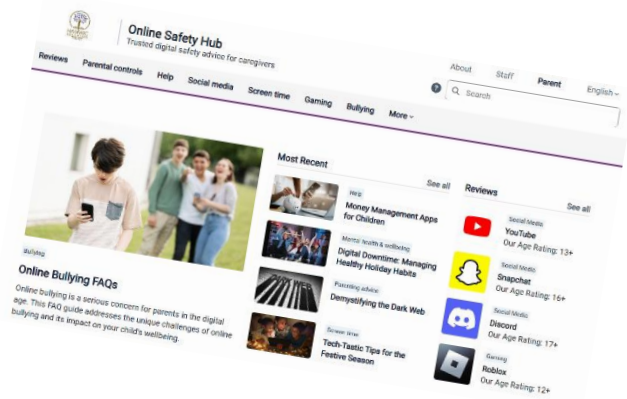 Online Safety Hub
Trusted digital safety advice for caregivers
About
Staff
Parent
English
Search
Reviews
Parental controls
Help
Social media
Screen time
Gaming
Bullying
More
Bullying
Online Bullying FAQs
Online bullying is a serious concern for parents in the digital
age. This FAQ guide addresses the unique challenges of online
bullying and its impact on your child's wellbeing.
Most Recent
See all
Help
Money Management Apps
for Children
Mental health & wellbeing
Digital Downtime: Managing
Healthy Holiday Habits
Parenting advice
Demystifying the Dark Web
Screen time
Tech-Tastic Tips for the
Festive Season
Reviews
See all
Social Media
YouTube
Our Age Rating: 13+
Social Media
Snapchat
Our Age Rating: 16+
Social Media
Discord
Our Age Rating: 17+
Gaming
Roblox
Our Age Rating: 12+